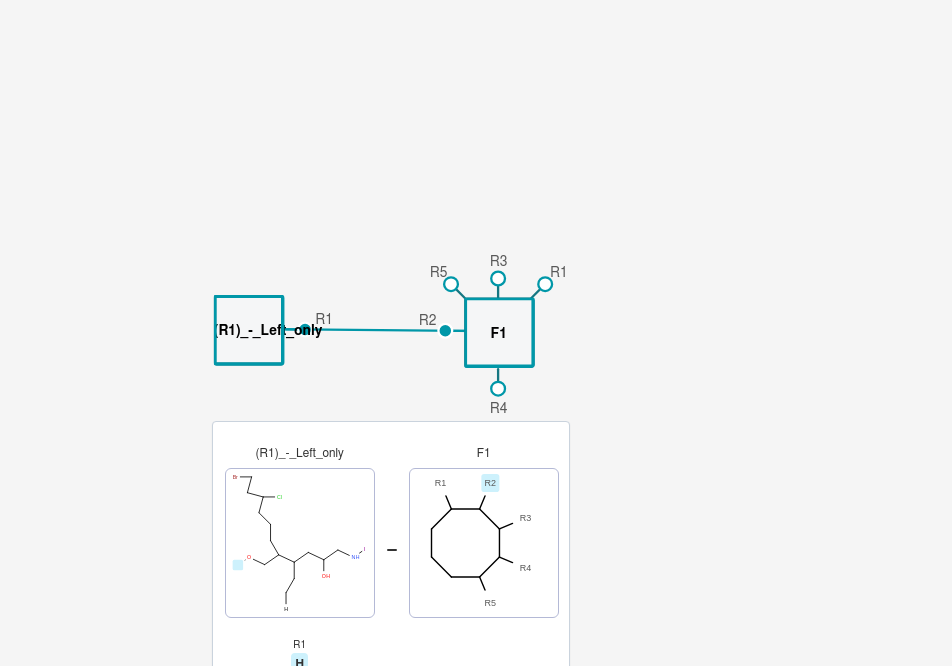 R5
R3
R1
(R1)_-_Left_only
R1
R2
F1
R4
(R1)_-_Left_only
F1
Br
Cl
O
I
NH
OH
H
–
R1
R2
R3
R4
R5
R1
H